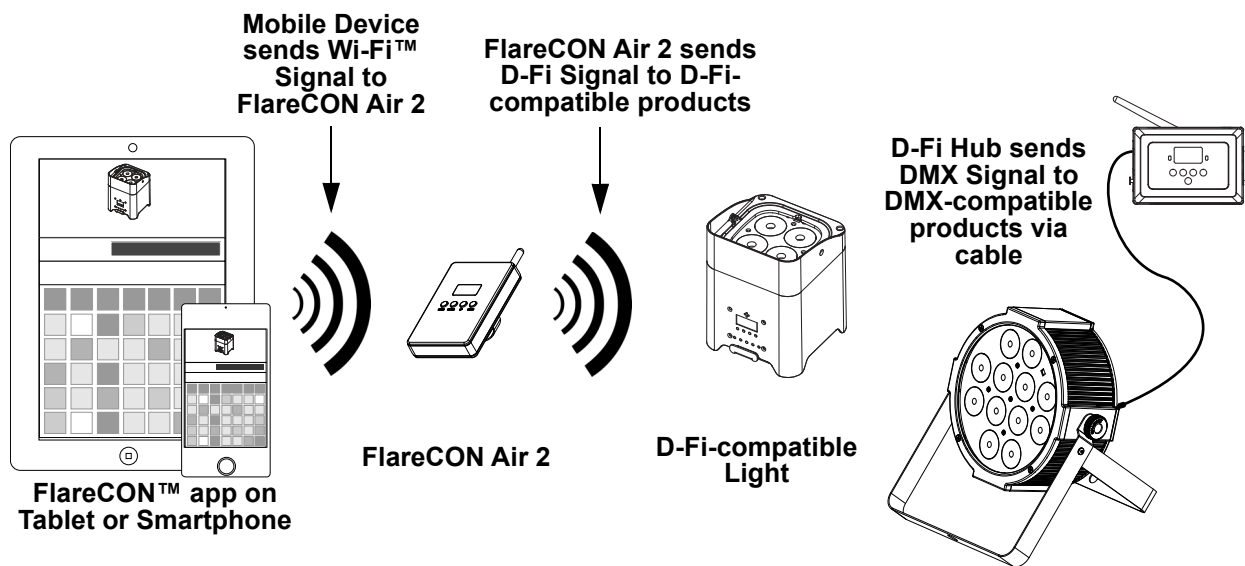 Mobile Device
sends Wi-Fi™
Signal to
FlareCON Air 2
FlareCON Air 2 sends
D-Fi Signal to D-Fi-
compatible products
D-Fi Hub sends
DMX Signal to
DMX-compatible
products via
cable
FlareCON Air 2
D-Fi-compatible
Light
FlareCON™ app on
Tablet or Smartphone